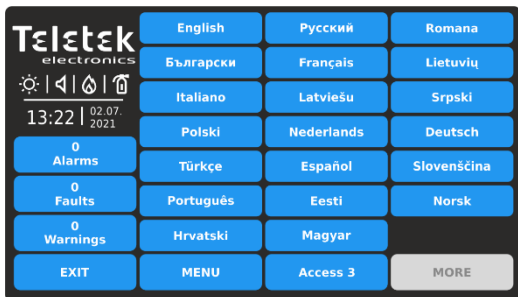 Teletek
electronics
13:22
02.07.
2021
0
Alarms
0
Faults
0
Warnings
EXIT
English
Русский
Romana
Български
Français
Lietuvių
Italiano
Latviešu
Srpski
Polski
Nederlands
Deutsch
Türkçe
Español
Slovenščina
Português
Eesti
Norsk
Hrvatski
Magyar
MENU
Access 3
MORE